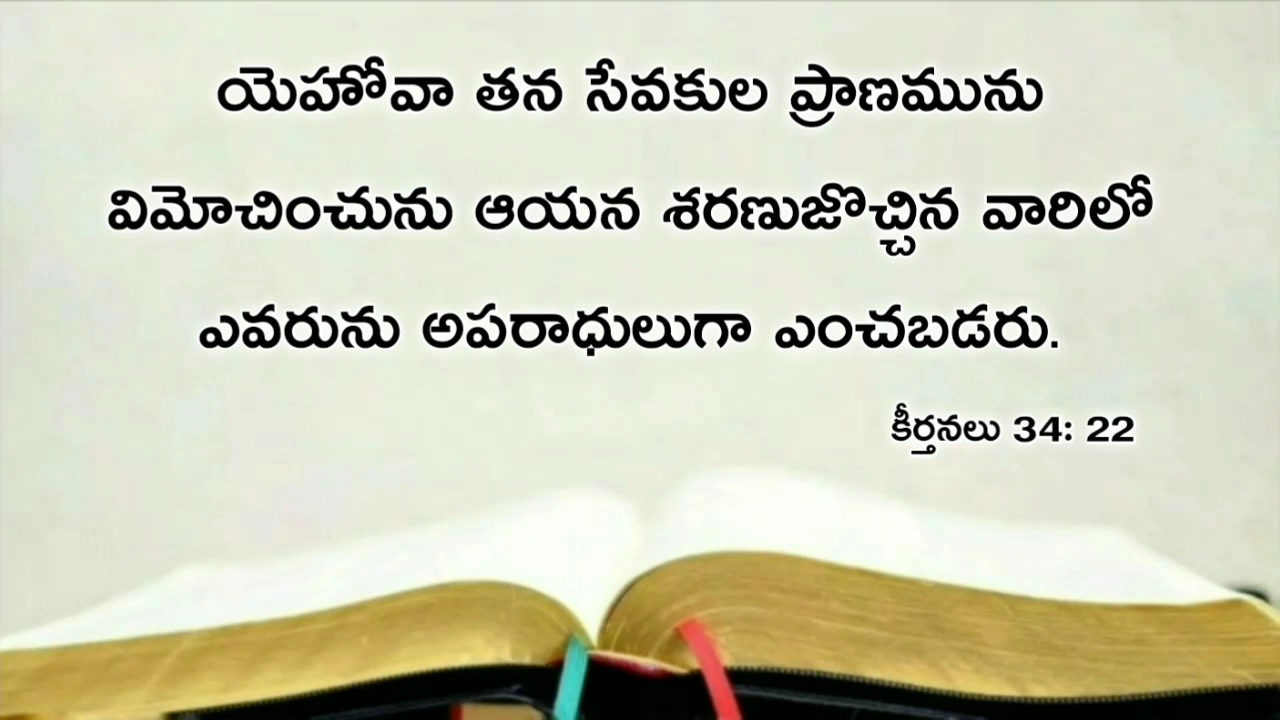 యెహోవా తన సేవకుల ప్రాణమును
విమోచించును ఆయన శరణుజొచ్చిన వారిలో
ఎవరును అపరాధులుగా ఎంచబడరు.
కీర్తనలు 34: 22